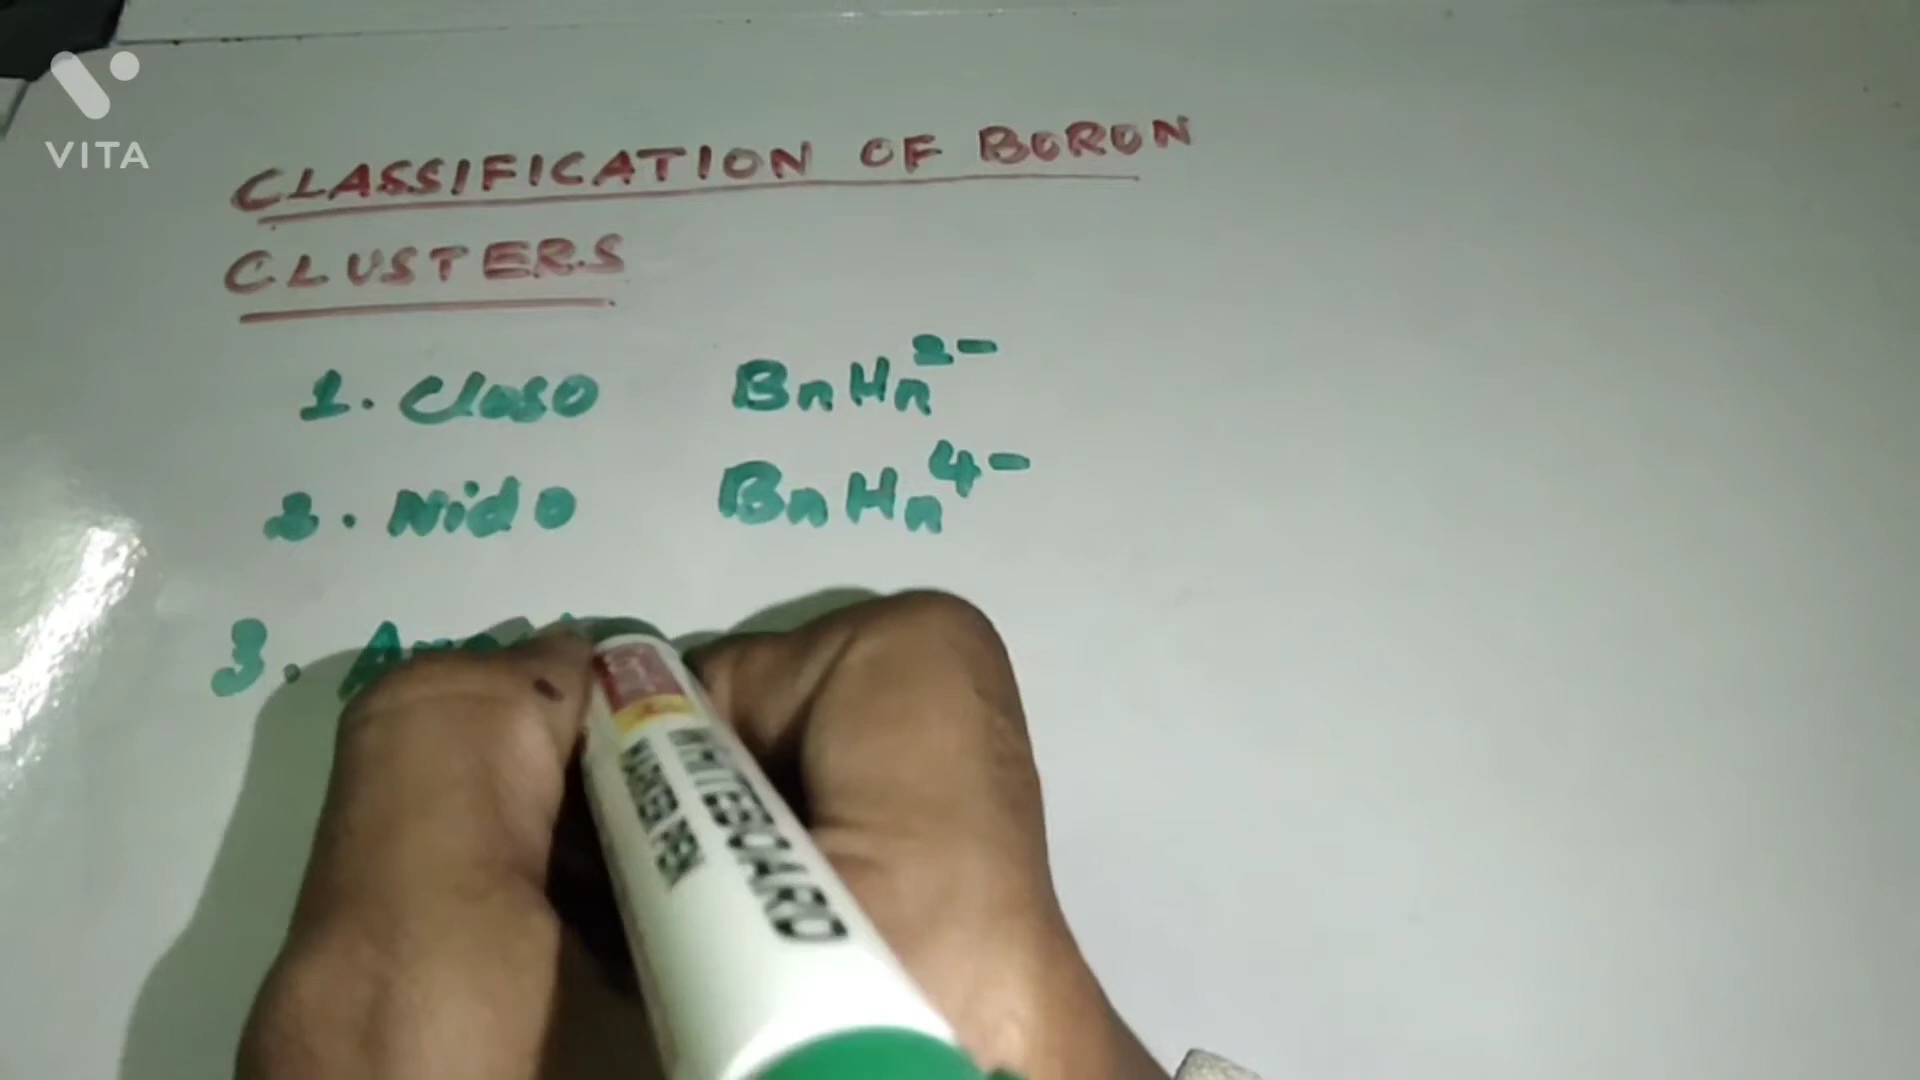 VITA
CLASSIFICATION OF BORON
CLUSTERS
1. Closo BnHn²⁻
2. Nido BnHn⁴⁻
3.
WHITEBOARD
MARKER PEN